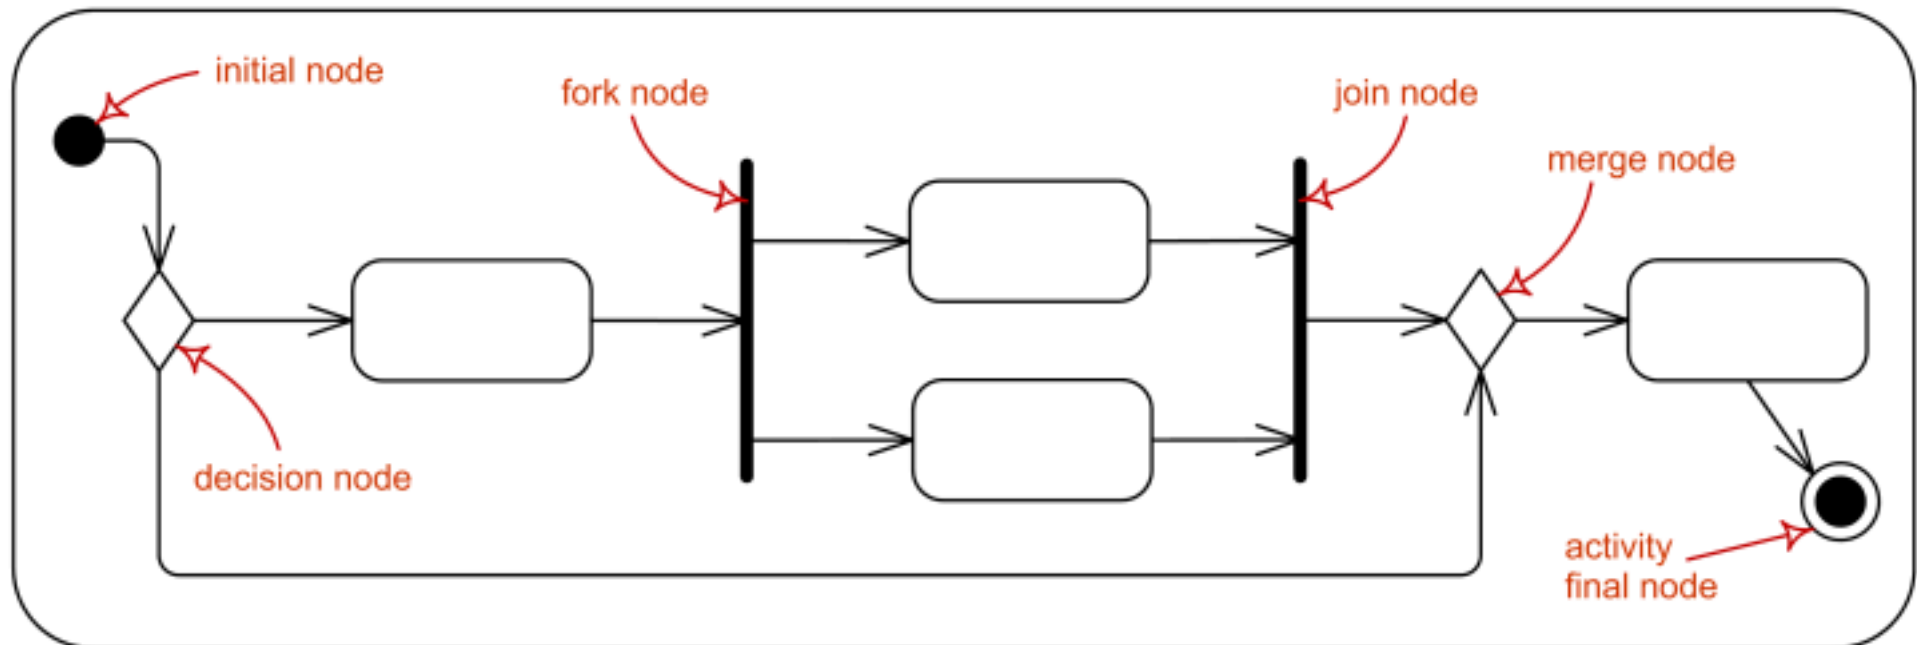 initial node
fork node
join node
merge node
decision node
activity
final node